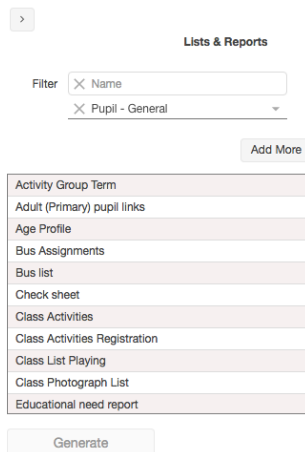 Lists & Reports
Filter
Name
Pupil - General
Add More
Activity Group Term
Adult (Primary) pupil links
Age Profile
Bus Assignments
Bus list
Check sheet
Class Activities
Class Activities Registration
Class List Playing
Class Photograph List
Educational need report
Generate